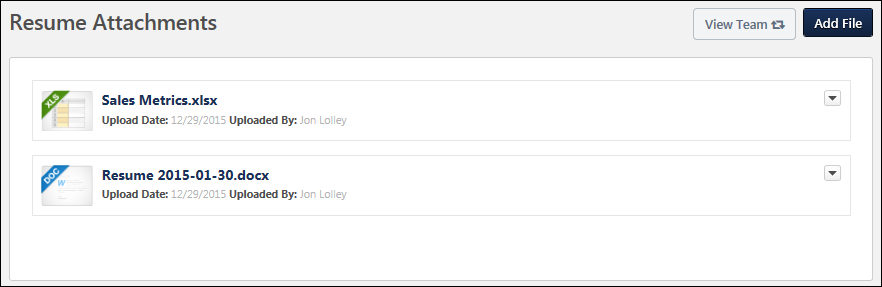 Resume Attachments
View Team
Add File
XLS
Sales Metrics.xlsx
Upload Date: 12/29/2015 Uploaded By: Jon Lolley
DOC
W
Resume 2015-01-30.docx
Upload Date: 12/29/2015 Uploaded By: Jon Lolley